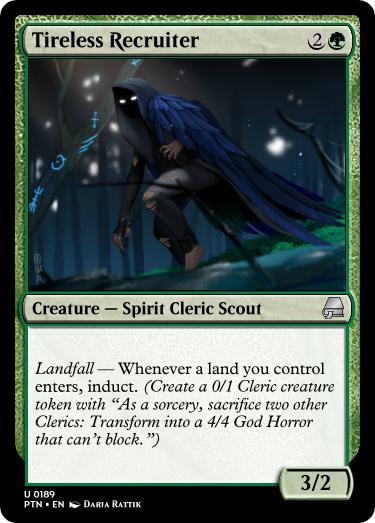 Tireless Recruiter 2
Creature — Spirit Cleric Scout
Landfall — Whenever a land you control
enters, induct. (Create a 0/1 Cleric creature
token with “As a sorcery, sacrifice two other
Clerics: Transform into a 4/4 God Horror
that can’t block.”)
3/2
U 0189
PTN • EN Daria Rattik